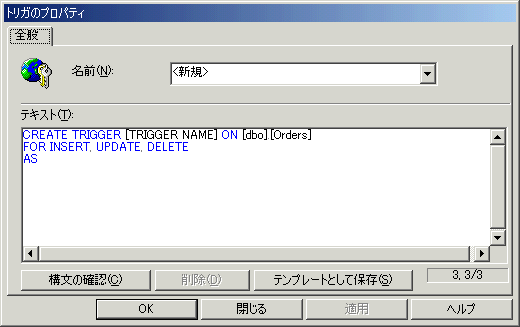 トリガのプロパティ
全般
名前(N):
<新規>
テキスト(T):
CREATE TRIGGER [TRIGGER NAME] ON [dbo].[Orders]
FOR INSERT, UPDATE, DELETE
AS
構文の確認(C)
削除(D)
テンプレートとして保存(S)
3, 3/3
OK
閉じる
適用
ヘルプ